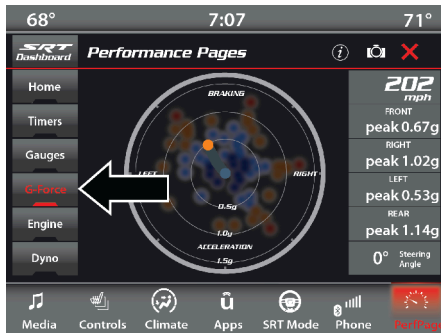 68°
7:07
71°
SRT
Dashboard
Performance Pages
i
Home
Timers
Gauges
G-Force
Engine
Dyno
BRAKING
LEFT
RIGHT
0.5g
1.0g
ACCELERATION
1.5g
202
mph
FRONT
peak 0.67g
RIGHT
peak 1.02g
LEFT
peak 0.53g
REAR
peak 1.14g
0° Steering
Angle
Media
Controls
Climate
û
Apps
SRT Mode
Phone